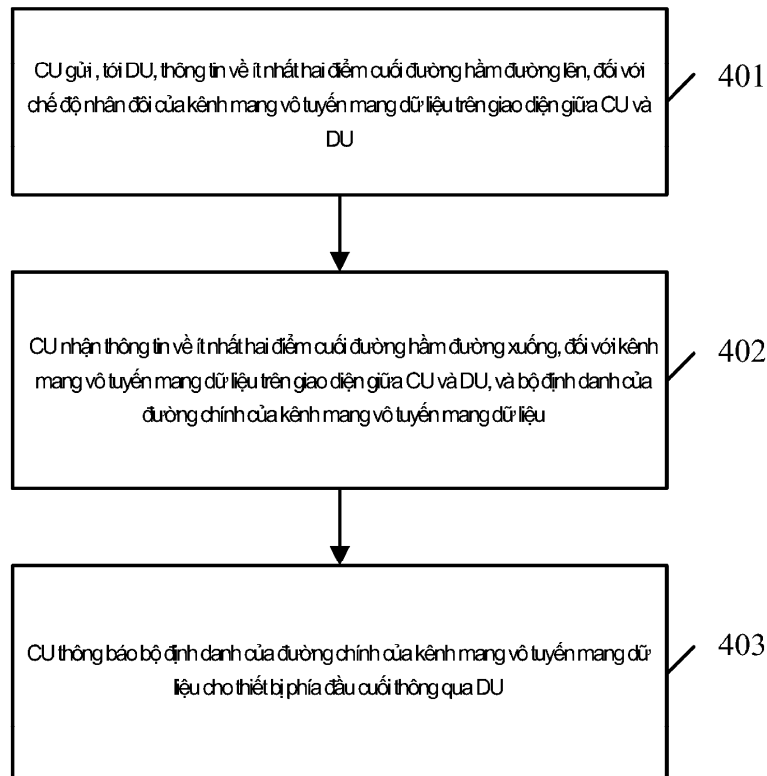 CU gửi , tới DU, thông tin về ít nhất hai điểm cuối đường hầm đường lên, đối với
chế độ nhân đôi của kênh mang vô tuyến mang dữ liệu trên giao diện giữa CU và
DU
401
CU nhận thông tin về ít nhất hai điểm cuối đường hầm đường xuống, đối với kênh
mang vô tuyến mang dữ liệu trên giao diện giữa CU và DU, và bộ định danh của
đường chính của kênh mang vô tuyến mang dữ liệu
402
CU thông báo bộ định danh của đường chính của kênh mang vô tuyến mang dữ
liệu cho thiết bị phía đầu cuối thông qua DU
403